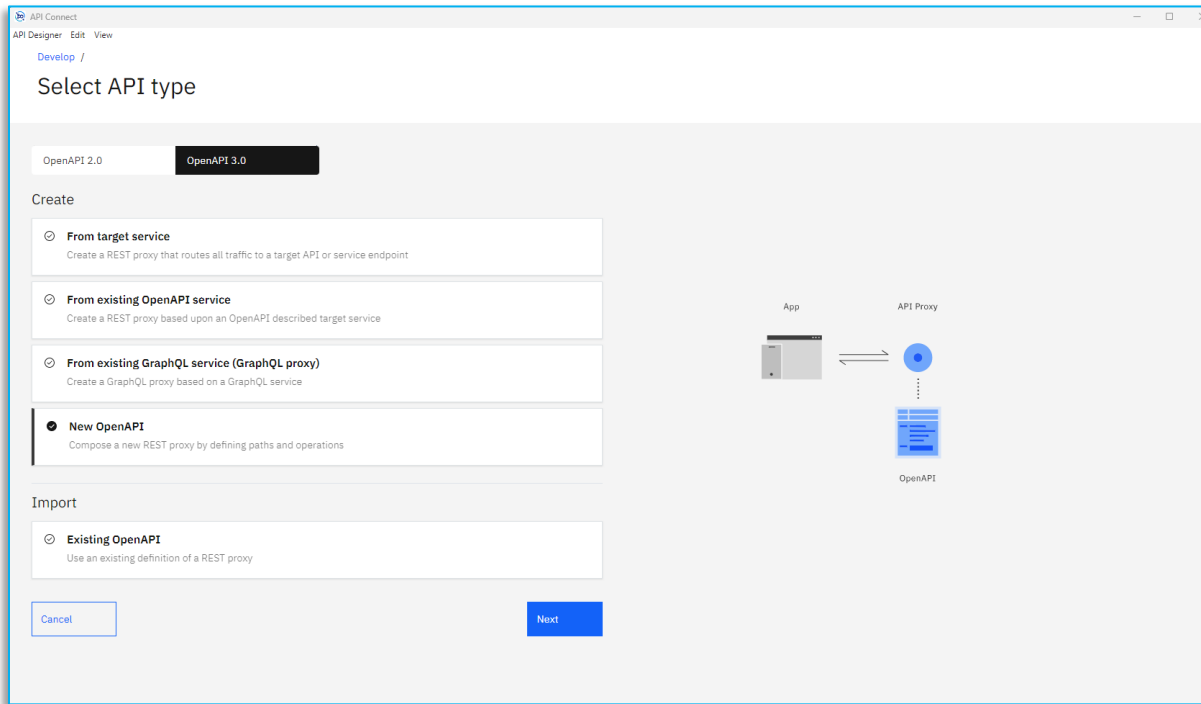 API Connect
API Designer Edit View
Develop /
Select API type
OpenAPI 2.0
OpenAPI 3.0
Create
From target service
Create a REST proxy that routes all traffic to a target API or service endpoint
From existing OpenAPI service
Create a REST proxy based upon an OpenAPI described target service
From existing GraphQL service (GraphQL proxy)
Create a GraphQL proxy based on a GraphQL service
New OpenAPI
Compose a new REST proxy by defining paths and operations
Import
Existing OpenAPI
Use an existing definition of a REST proxy
Cancel
Next
App
API Proxy
OpenAPI